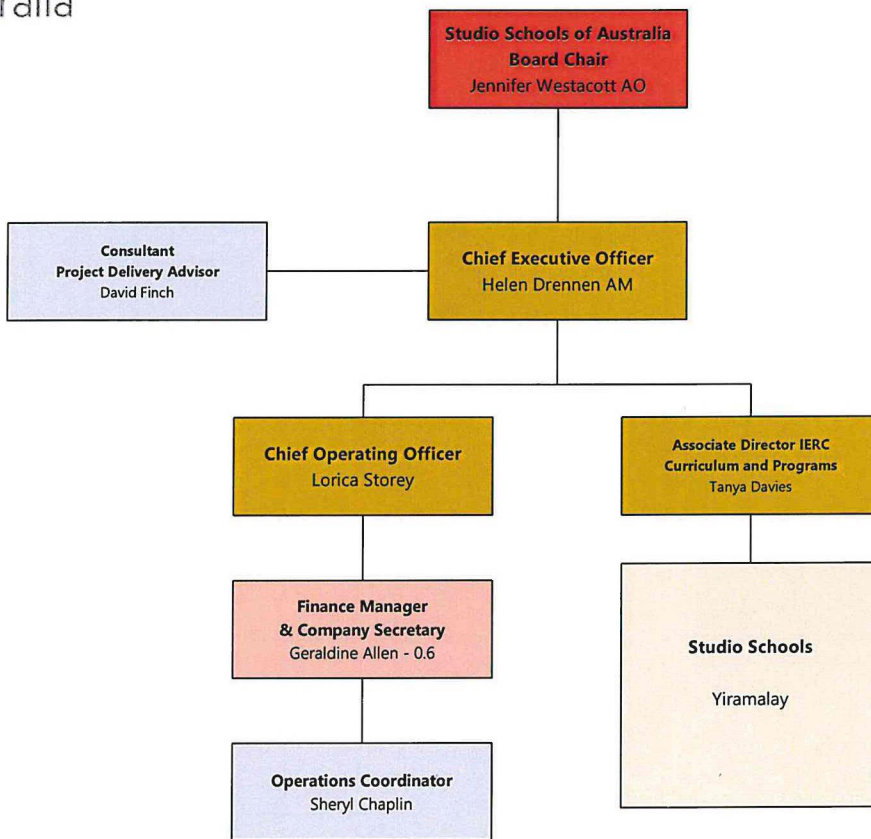 Studio Schools of Australia
Board Chair
Jennifer Westacott AO
Consultant
Project Delivery Advisor
David Finch
Chief Executive Officer
Helen Drennen AM
Chief Operating Officer
Lorica Storey
Associate Director IERC
Curriculum and Programs
Tanya Davies
Finance Manager
& Company Secretary
Geraldine Allen - 0.6
Studio Schools
Yiramalay
Operations Coordinator
Sheryl Chaplin